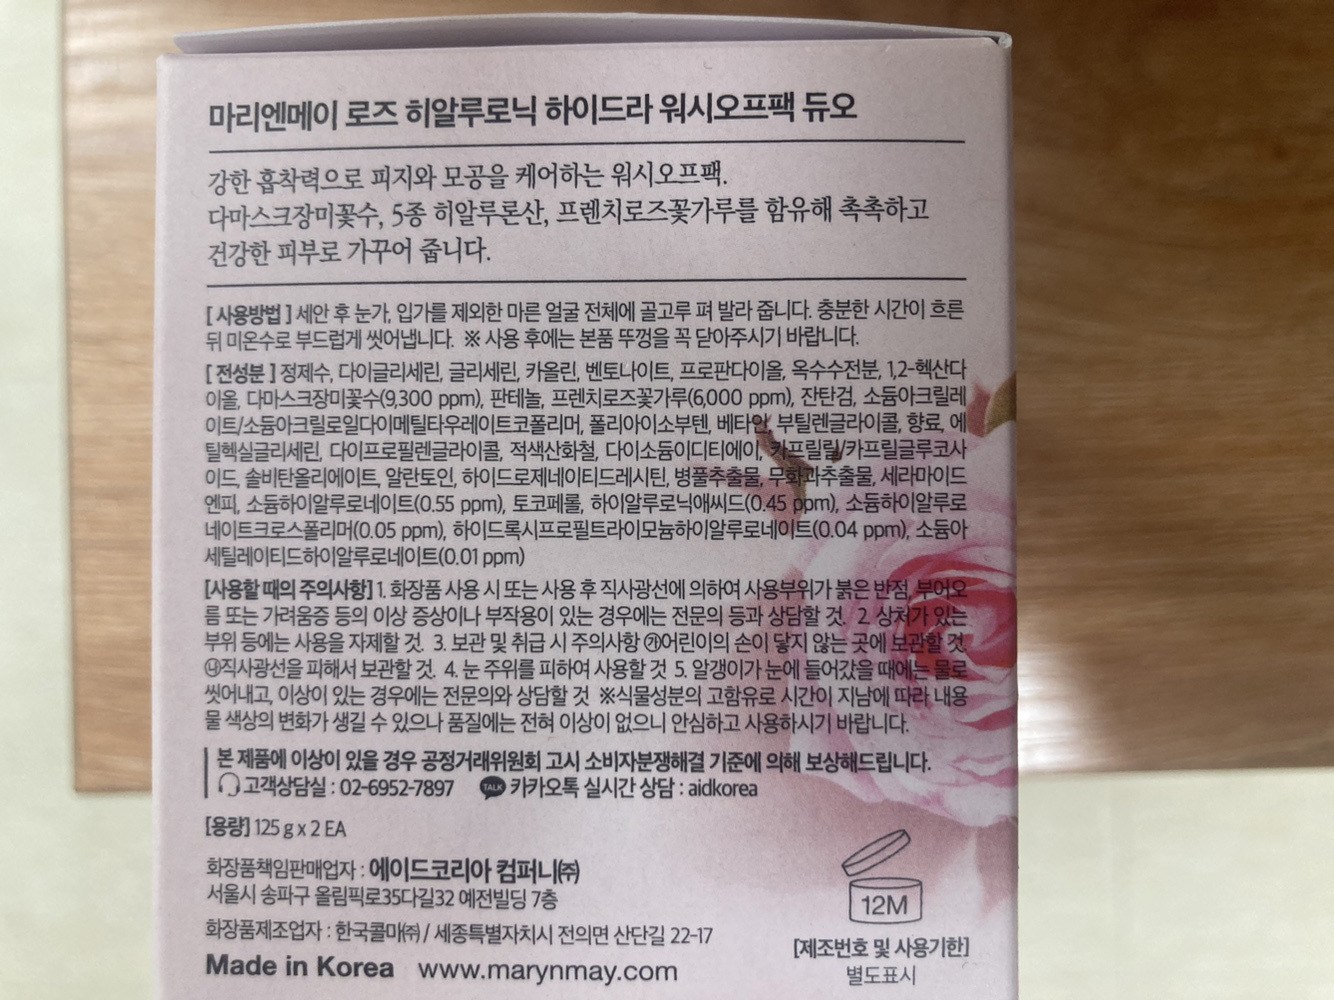 마리엔메이 로즈 히알루로닉 하이드라 워시오프팩 듀오
강한 흡착력으로 피지와 모공을 케어하는 워시오프팩.
다마스크장미꽃수, 5종 히알루론산, 프렌치로즈꽃가루를 함유해 촉촉하고
건강한 피부로 가꾸어 줍니다.
[ 사용방법 ] 세안 후 눈가, 입가를 제외한 마른 얼굴 전체에 골고루 펴 발라 줍니다. 충분한 시간이 흐른
뒤 미온수로 부드럽게 씻어냅니다. ※ 사용 후에는 본품 뚜껑을 꼭 닫아주시기 바랍니다.
[ 전성분 ] 정제수, 다이글리세린, 글리세린, 카올린, 벤토나이트, 프로판다이올, 옥수수전분, 1,2-헥산다
이올, 다마스크장미꽃수(9,300 ppm), 판테놀, 프렌치로즈꽃가루(6,000 ppm), 잔탄검, 소듐아크릴레
이트/소듐아크릴로일다이메틸타우레이트코폴리머, 폴리아이소부텐, 베타인, 부틸렌글라이콜, 향료, 에
틸헥실글리세린, 다이프로필렌글라이콜, 적색산화철, 다이소듐이디티에이, 카프릴릴/카프릴글루코사
이드, 솔비탄올리에이트, 알란토인, 하이드로제네이티드레시틴, 병풀추출물, 무화과추출물, 세라마이드
엔피, 소듐하이알루로네이트(0.55 ppm), 토코페롤, 하이알루로닉애씨드(0.45 ppm), 소듐하이알루로
네이트크로스폴리머(0.05 ppm), 하이드록시프로필트라이모늄하이알루로네이트(0.04 ppm), 소듐아
세틸레이티드하이알루로네이트(0.01 ppm)
[사용할 때의 주의사항] 1. 화장품 사용 시 또는 사용 후 직사광선에 의하여 사용부위가 붉은 반점, 부어오
름 또는 가려움증 등의 이상 증상이나 부작용이 있는 경우에는 전문의 등과 상담할 것. 2. 상처가 있는
부위 등에는 사용을 자제할 것. 3. 보관 및 취급 시 주의사항 ㉮어린이의 손이 닿지 않는 곳에 보관할 것.
㉯직사광선을 피해서 보관할 것. 4. 눈 주위를 피하여 사용할 것 5. 알갱이가 눈에 들어갔을 때에는 물로
씻어내고, 이상이 있는 경우에는 전문의와 상담할 것 ※식물성분의 고함유로 시간이 지남에 따라 내용
물 색상의 변화가 생길 수 있으나 품질에는 전혀 이상이 없으니 안심하고 사용하시기 바랍니다.
본 제품에 이상이 있을 경우 공정거래위원회 고시 소비자분쟁해결 기준에 의해 보상해드립니다.
고객상담실 : 02-6952-7897 TALK 카카오톡 실시간 상담 : aidkorea
[용량] 125 g x 2 EA
화장품책임판매업자 : 에이드코리아 컴퍼니㈜
서울시 송파구 올림픽로35다길32 예전빌딩 7층
화장품제조업자 : 한국콜마㈜ / 세종특별자치시 전의면 산단길 22-17
Made in Korea www.marynmay.com
12M
[제조번호 및 사용기한]
별도표시